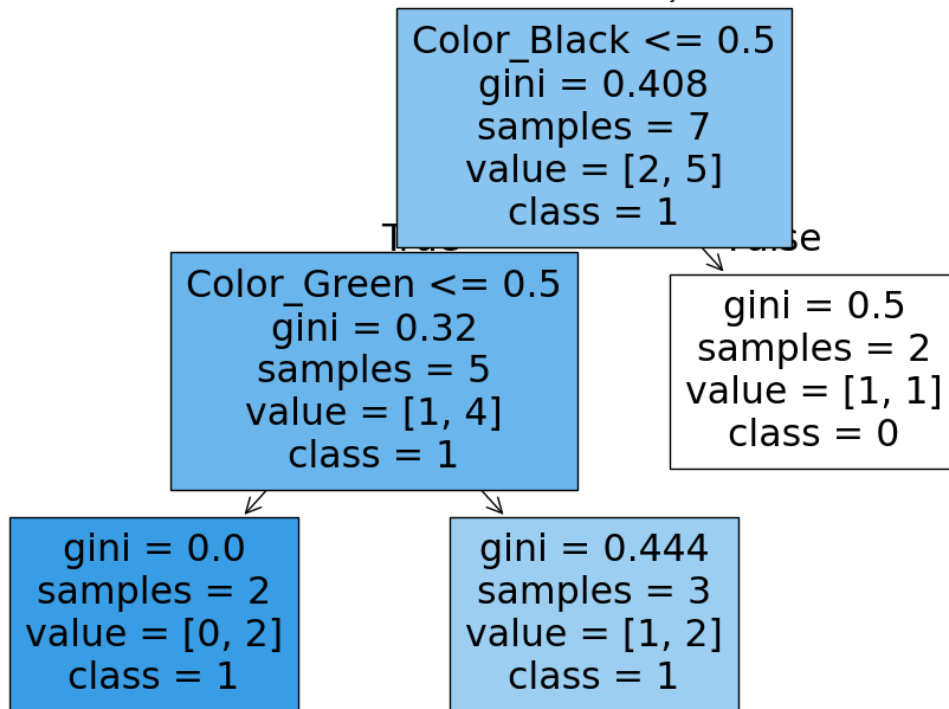 Color_Black <= 0.5
gini = 0.408
samples = 7
value = [2, 5]
class = 1
True
False
Color_Green <= 0.5
gini = 0.32
samples = 5
value = [1, 4]
class = 1
gini = 0.5
samples = 2
value = [1, 1]
class = 0
gini = 0.0
samples = 2
value = [0, 2]
class = 1
gini = 0.444
samples = 3
value = [1, 2]
class = 1